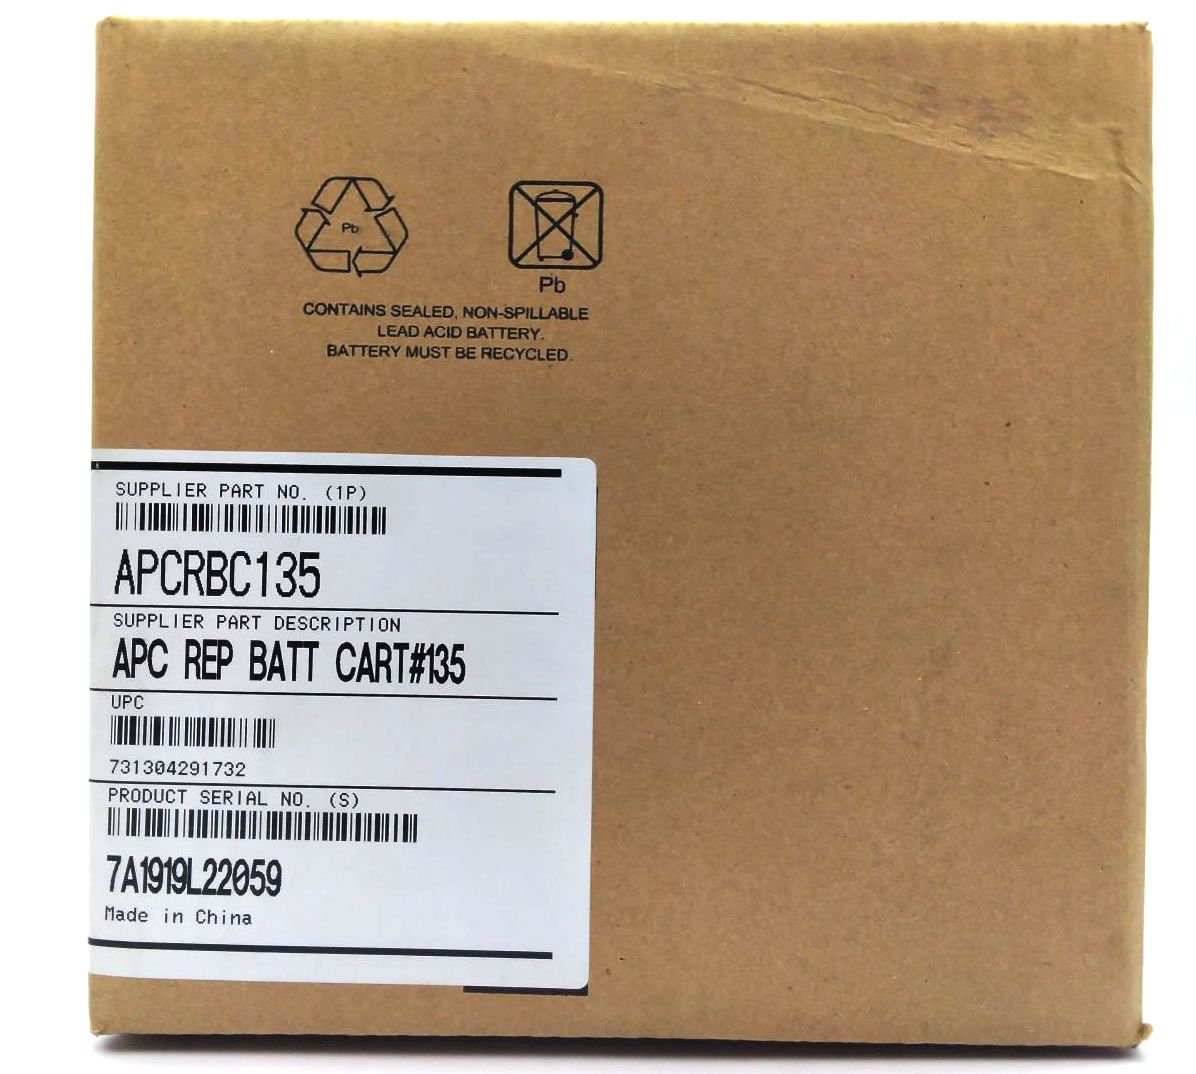 Pb
Pb
CONTAINS SEALED, NON-SPILLABLE
LEAD ACID BATTERY.
BATTERY MUST BE RECYCLED.
SUPPLIER PART NO. (1P)
APCRBC135
SUPPLIER PART DESCRIPTION
APC REP BATT CART#135
UPC
731304291732
PRODUCT SERIAL NO. (S)
7A1919L22059
Made in China